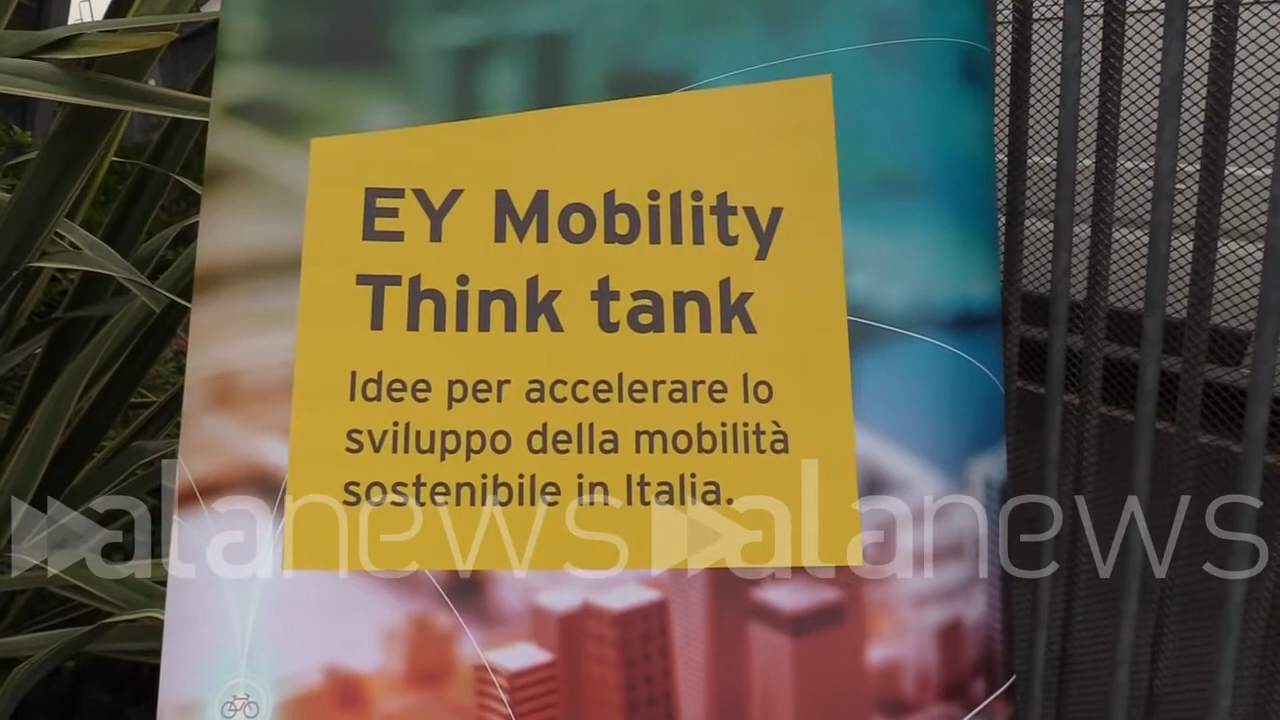 EY Mobility
Think tank
Idee per accelerare lo
sviluppo della mobilità
sostenibile in Italia.
alanews alanews